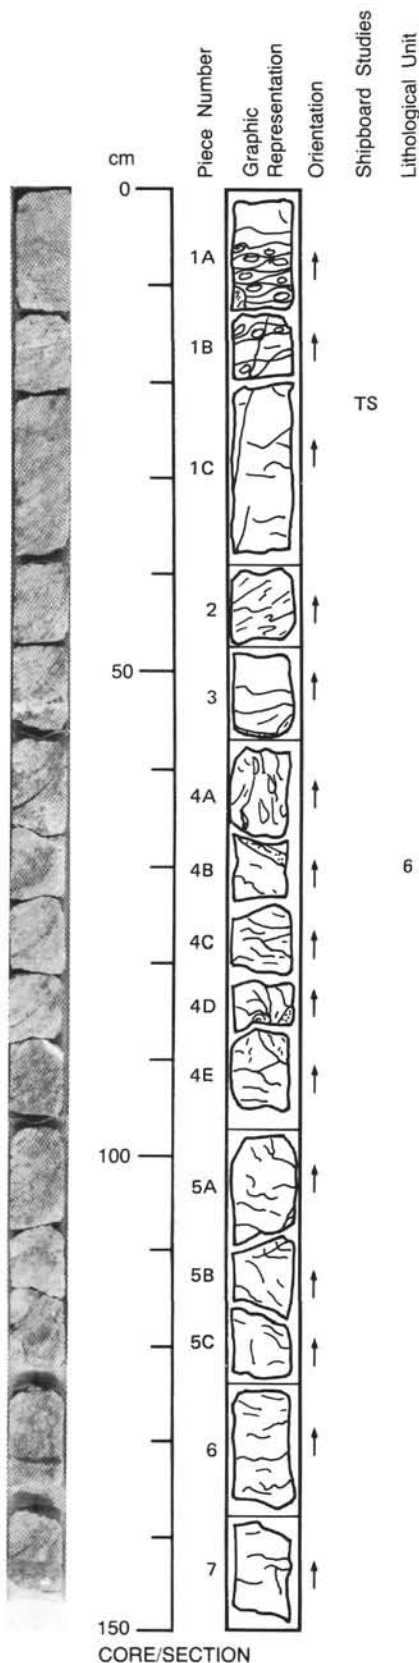 cm
Piece Number
Graphic
Representation
Orientation
Shipboard Studies
Lithological Unit
0
1A
1B
TS
1C
2
50
3
4A
4B
6
4C
4D
4E
100
5A
5B
5C
6
7
150
CORE/SECTION